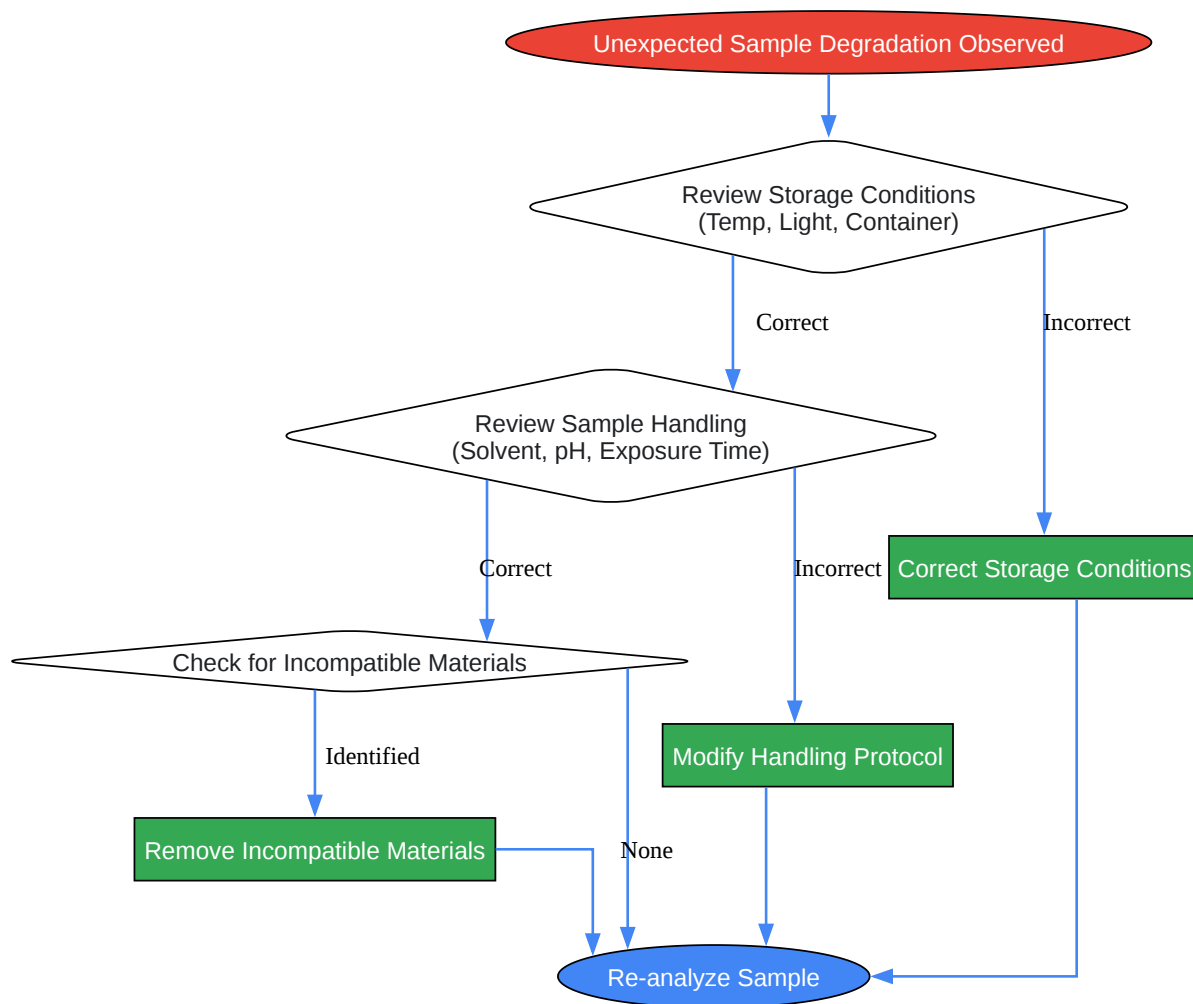 Unexpected Sample Degradation Observed
Review Storage Conditions
(Temp, Light, Container)
Correct
Incorrect
Review Sample Handling
(Solvent, pH, Exposure Time)
Correct
Incorrect
Correct Storage Conditions
Check for Incompatible Materials
Identified
Modify Handling Protocol
Remove Incompatible Materials
None
Re-analyze Sample